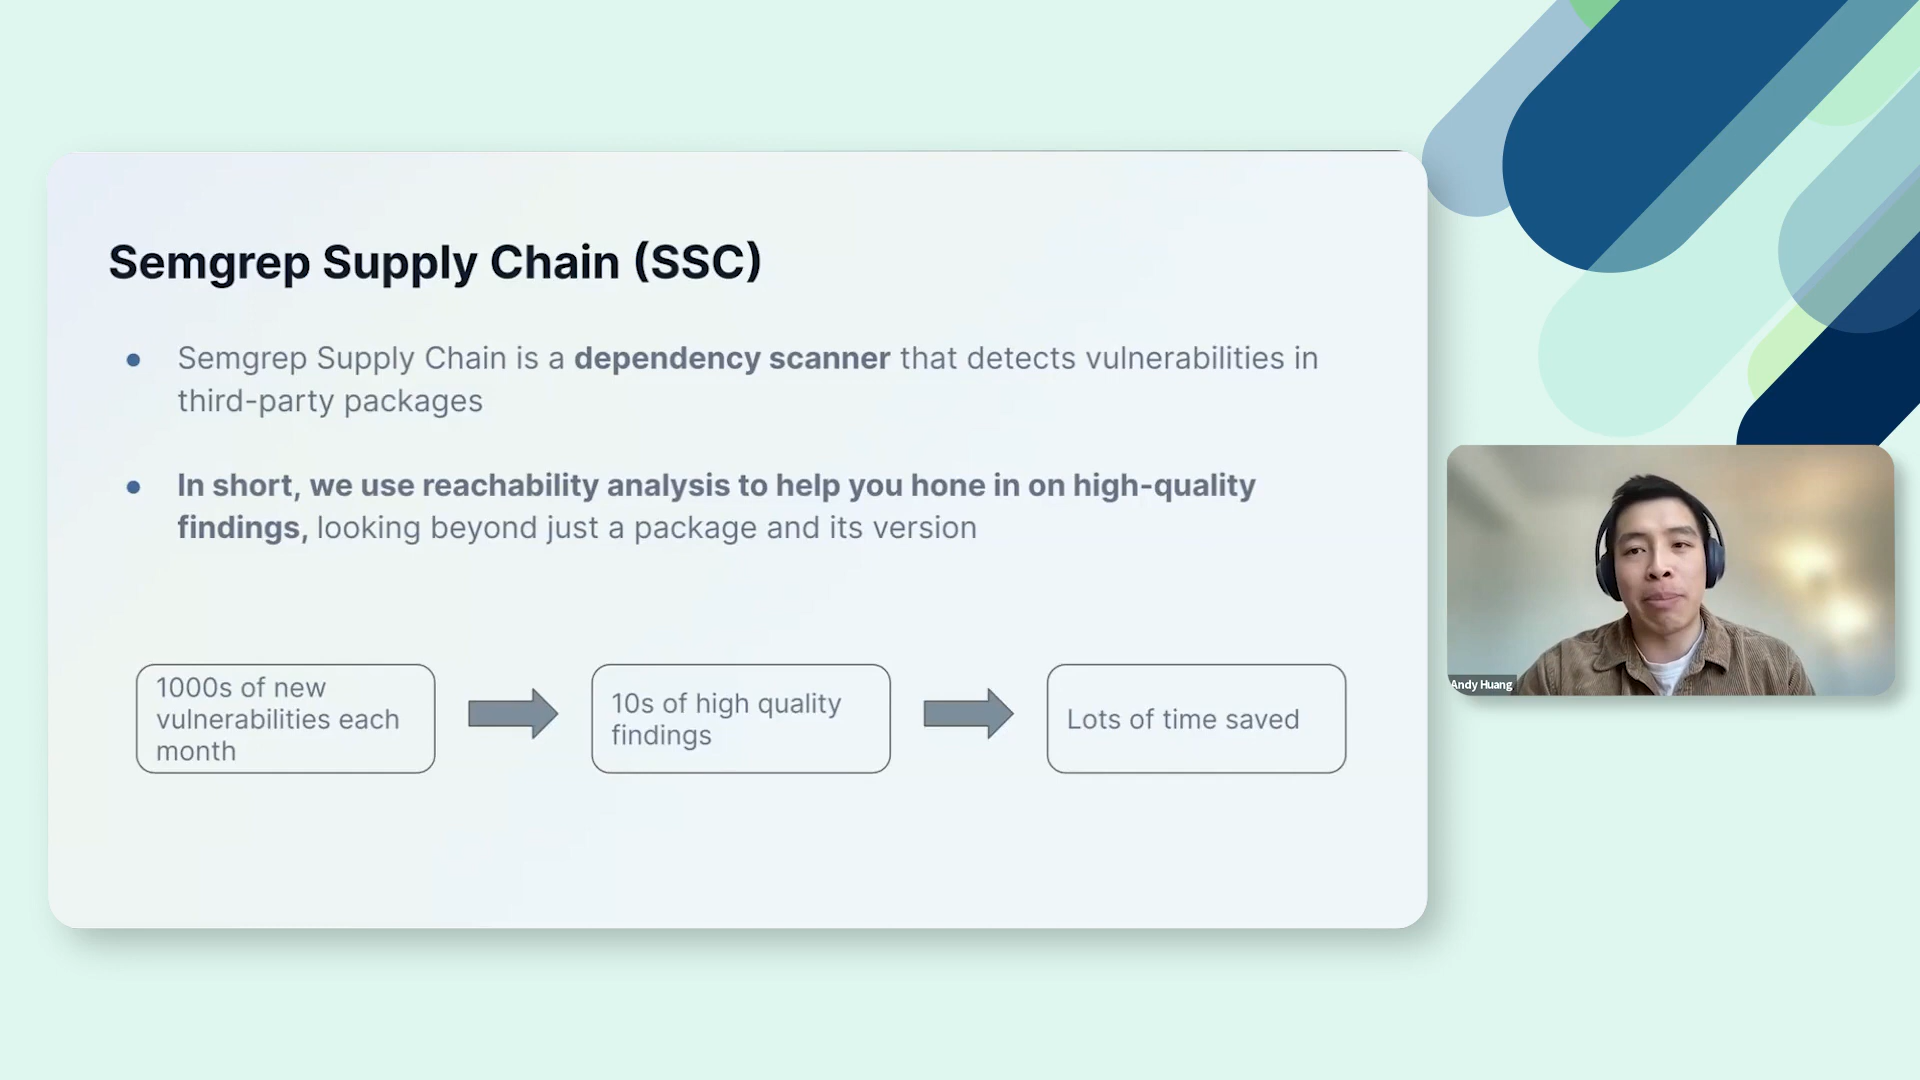 Semgrep Supply Chain (SSC)
● Semgrep Supply Chain is a dependency scanner that detects vulnerabilities in
third-party packages
● In short, we use reachability analysis to help you hone in on high-quality
findings, looking beyond just a package and its version
1000s of new
vulnerabilities each
month
10s of high quality
findings
Lots of time saved
Andy Huang